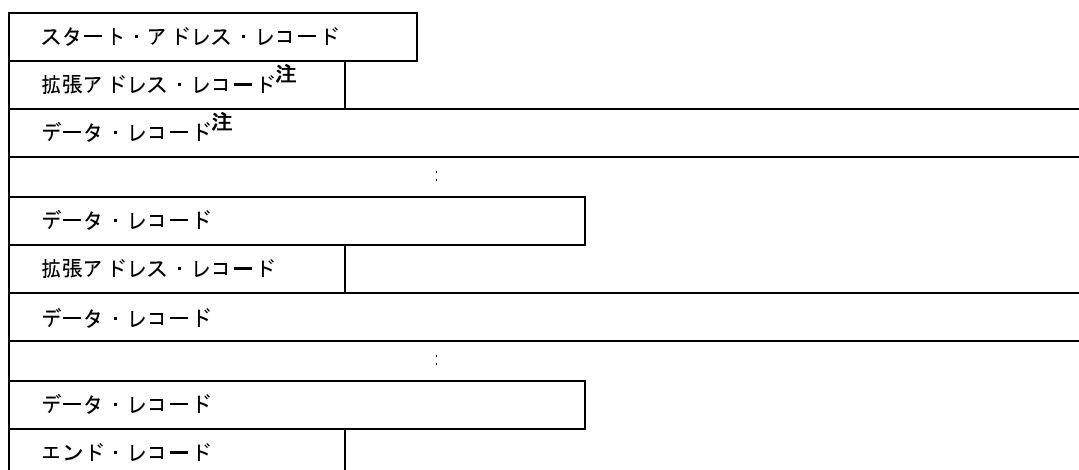 スタート・アドレス・レコード
拡張アドレス・レコード注
データ・レコード注
:
データ・レコード
拡張アドレス・レコード
データ・レコード
:
データ・レコード
エンド・レコード